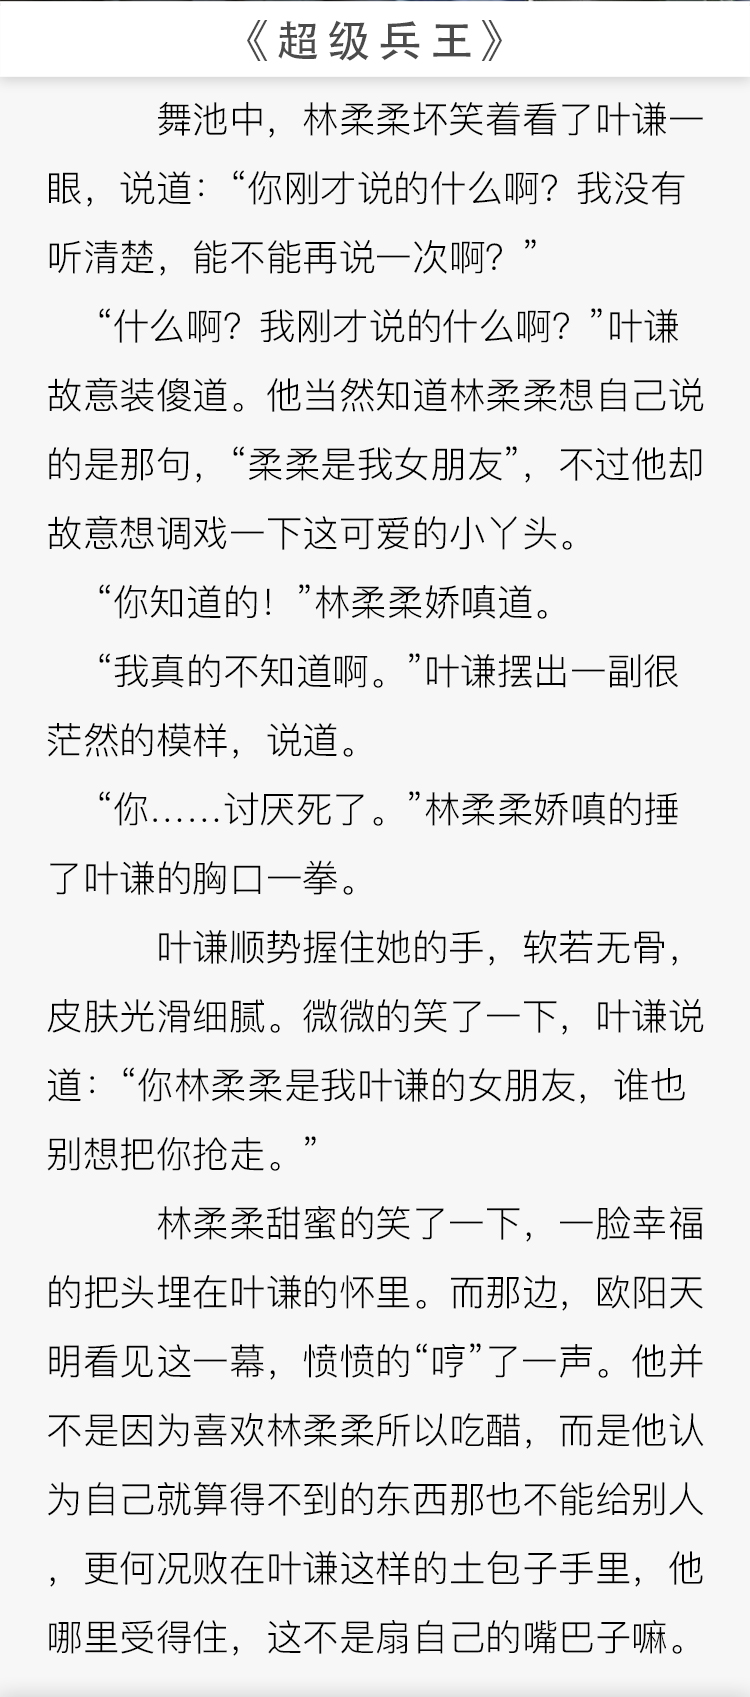 《超级兵王》
舞池中，林柔柔坏笑着看了叶谦一
眼，说道：“你刚才说的什么啊？我没有
听清楚，能不能再说一次啊？”
“什么啊？我刚才说的什么啊？”叶谦
故意装傻道。他当然知道林柔柔想自己说
的是那句，“柔柔是我女朋友”，不过他却
故意想调戏一下这可爱的小丫头。
“你知道的！”林柔柔娇嗔道。
“我真的不知道啊。”叶谦摆出一副很
茫然的模样，说道。
“你……讨厌死了。”林柔柔娇嗔的捶
了叶谦的胸口一拳。
叶谦顺势握住她的手，软若无骨，
皮肤光滑细腻。微微的笑了一下，叶谦说
道：“你林柔柔是我叶谦的女朋友，谁也
别想把你抢走。”
林柔柔甜蜜的笑了一下，一脸幸福
的把头埋在叶谦的怀里。而那边，欧阳天
明看见这一幕，愤愤的“哼”了一声。他并
不是因为喜欢林柔柔所以吃醋，而是他认
为自己就算得不到的东西那也不能给别人
，更何况败在叶谦这样的土包子手里，他
哪里受得住，这不是扇自己的嘴巴子嘛。